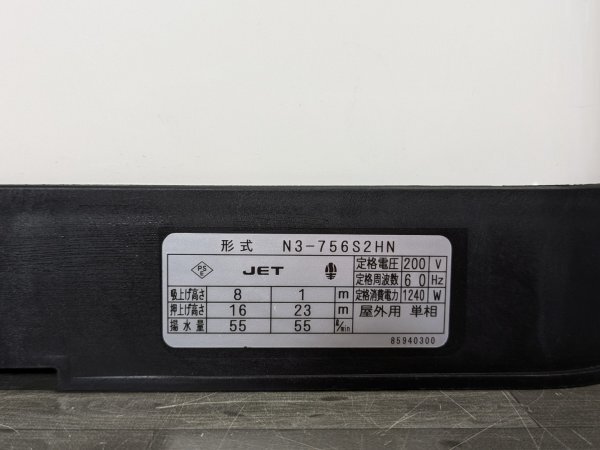 形式 N3-756S2HN
PS E JET
定格電圧 200 V
定格周波数 60 Hz
定格消費電力 1240 W
屋外用 単相
吸上げ高さ 8 1 m
押上げ高さ 16 23 m
揚水量 55 55 ℓ/min
85940300